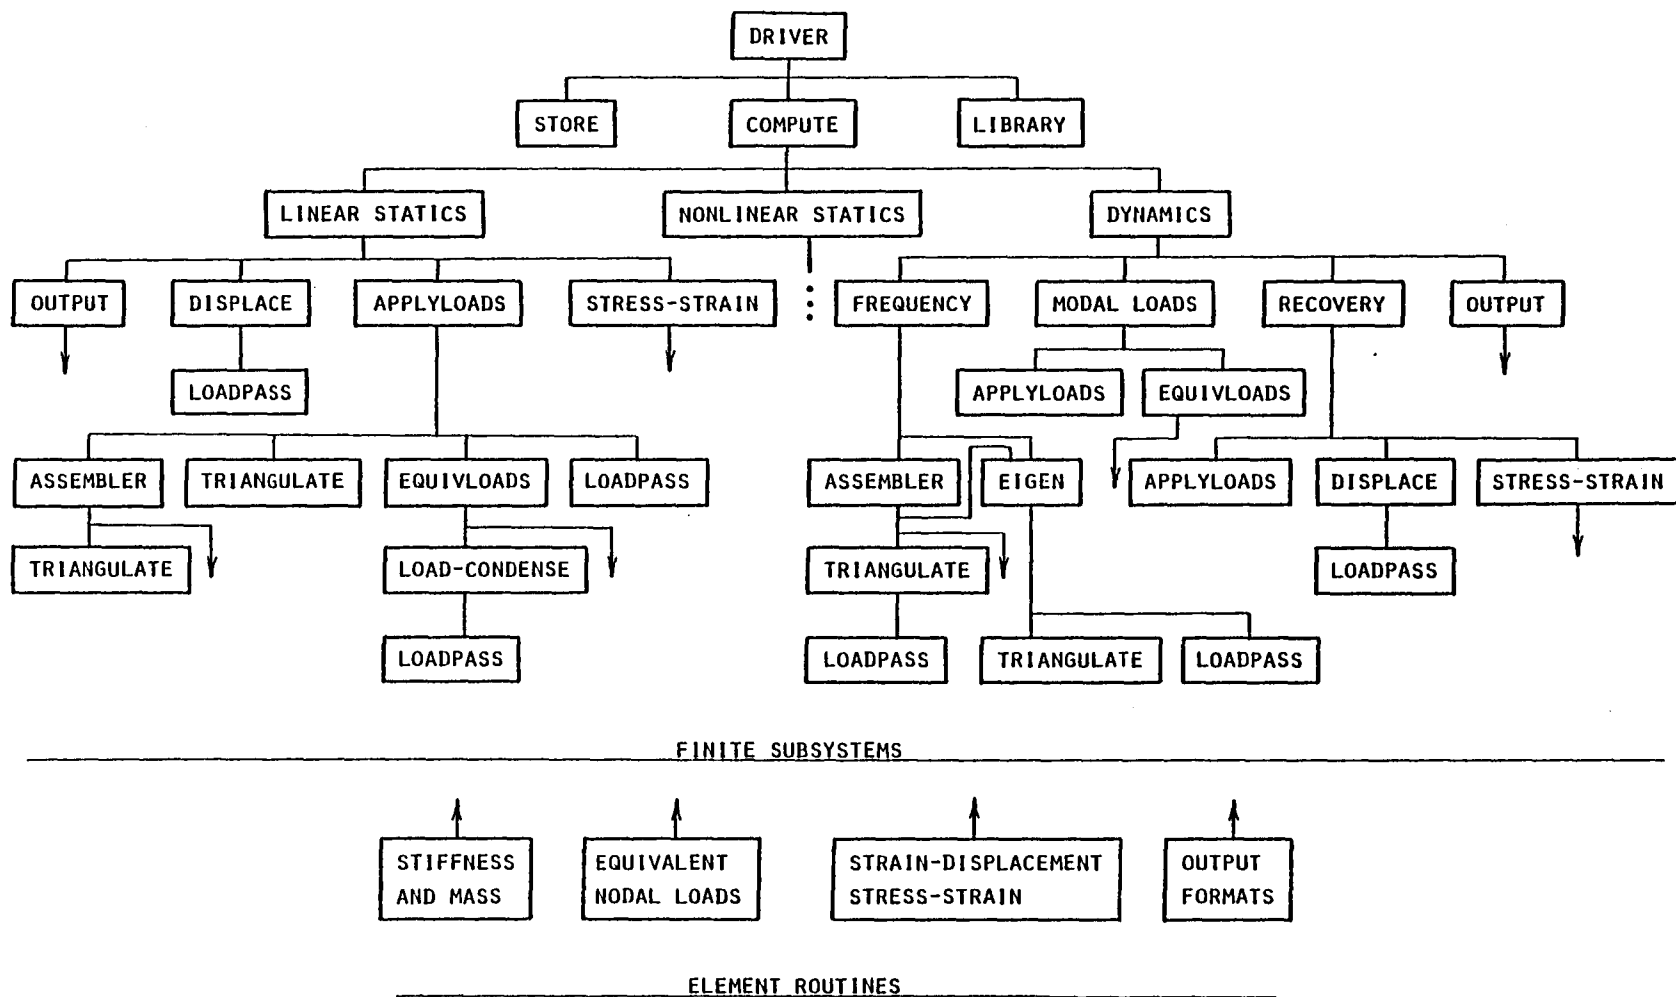 DRIVER
STORE
COMPUTE
LIBRARY
LINEAR STATICS
NONLINEAR STATICS
DYNAMICS
OUTPUT
DISPLACE
APPLYLOADS
STRESS-STRAIN
FREQUENCY
MODAL LOADS
RECOVERY
OUTPUT
LOADPASS
APPLYLOADS
EQUIVLOADS
ASSEMBLER
TRIANGULATE
EQUIVLOADS
LOADPASS
ASSEMBLER
EIGEN
APPLYLOADS
DISPLACE
STRESS-STRAIN
TRIANGULATE
LOAD-CONDENSE
TRIANGULATE
LOADPASS
LOADPASS
LOADPASS
TRIANGULATE
LOADPASS
FINITE SUBSYSTEMS
STIFFNESS
AND MASS
EQUIVALENT
NODAL LOADS
STRAIN-DISPLACEMENT
STRESS-STRAIN
OUTPUT
FORMATS
ELEMENT ROUTINES